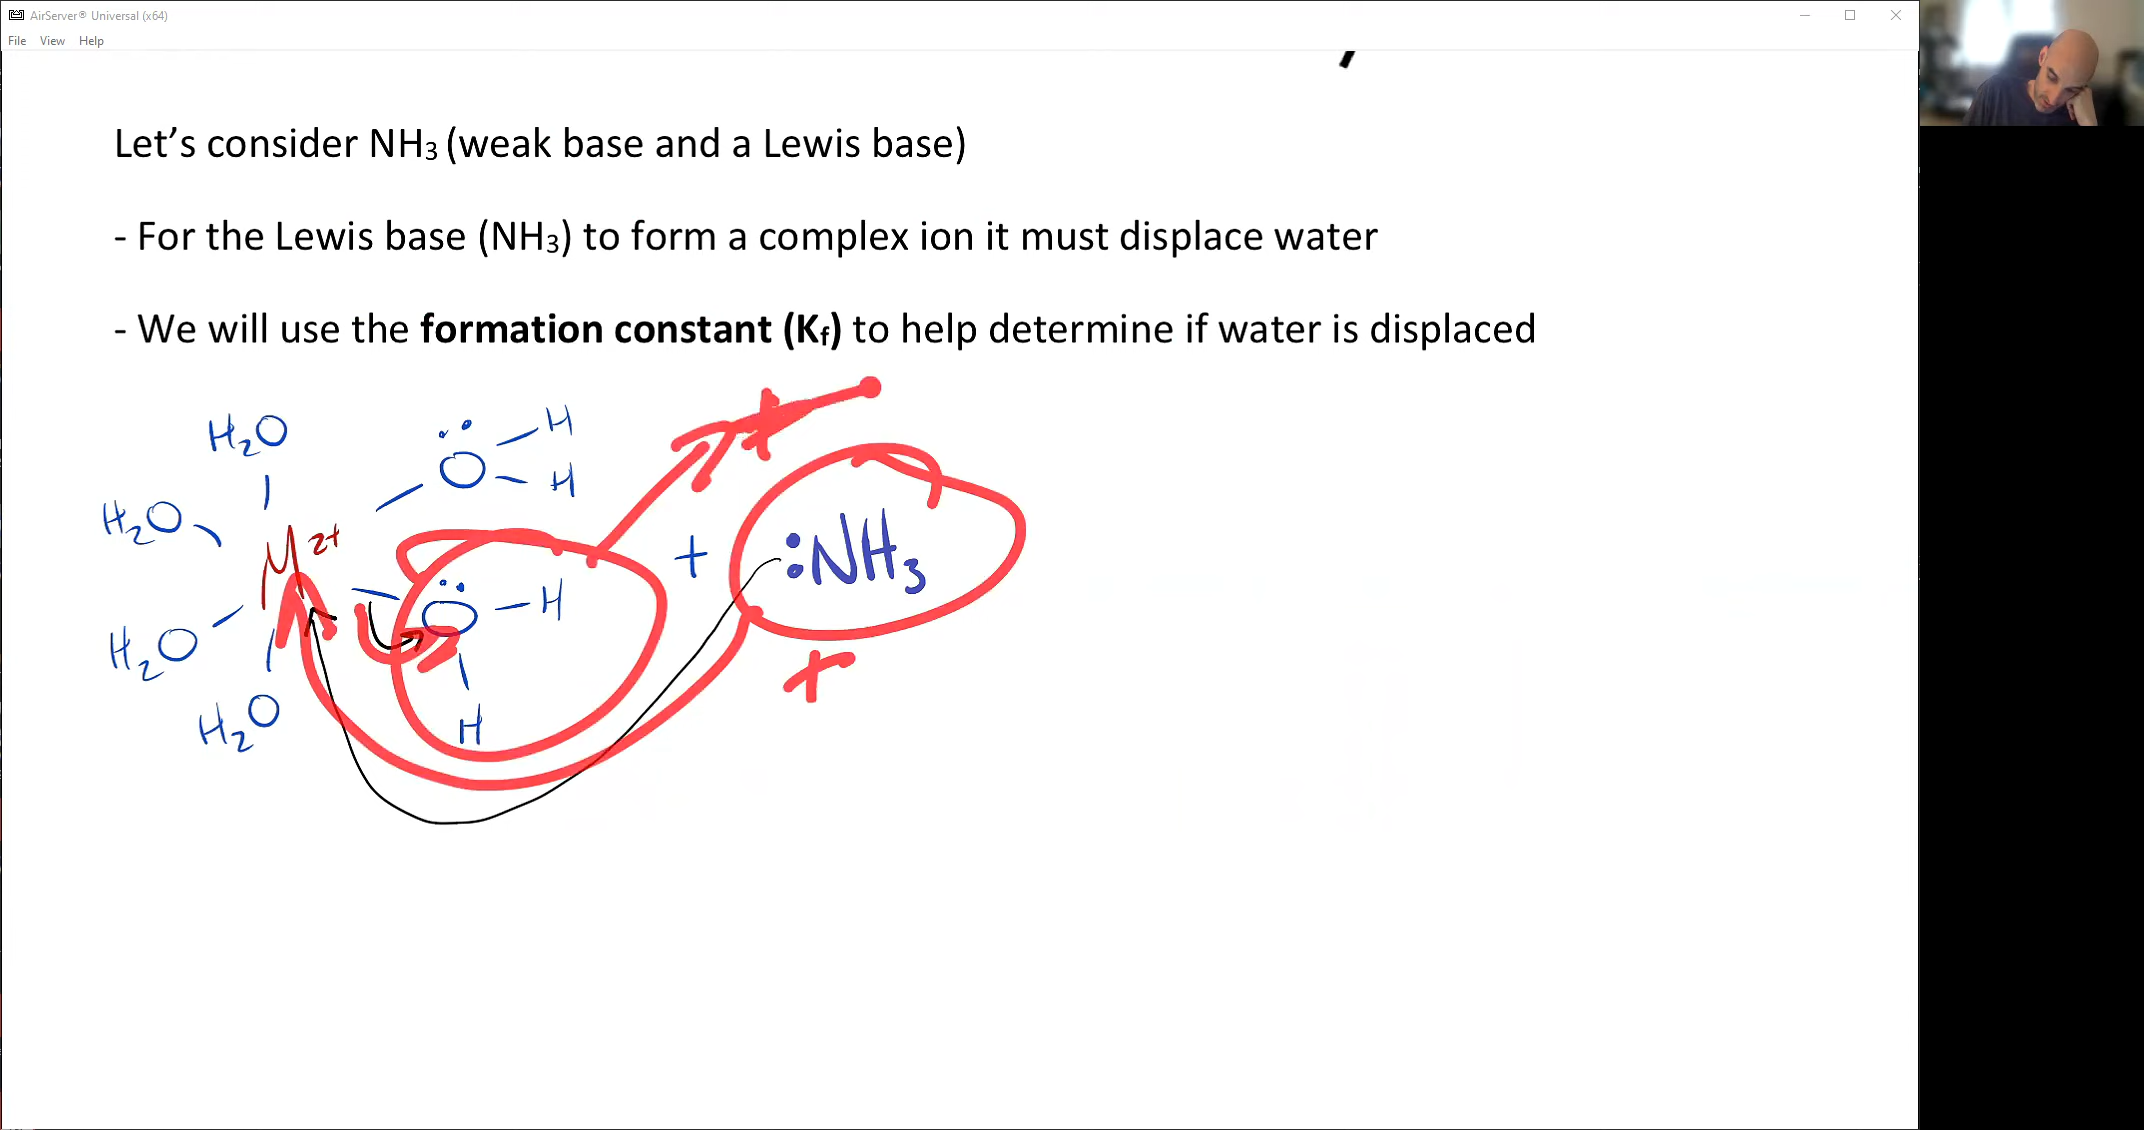 AirServer® Universal (x64)
File View Help
Let's consider NH₃ (weak base and a Lewis base)
- For the Lewis base (NH₃) to form a complex ion it must displace water
- We will use the formation constant (Kf) to help determine if water is displaced
H₂O
O
H
H
H₂O
M²⁺
+
:NH₃
O
H
H₂O
H₂O
H